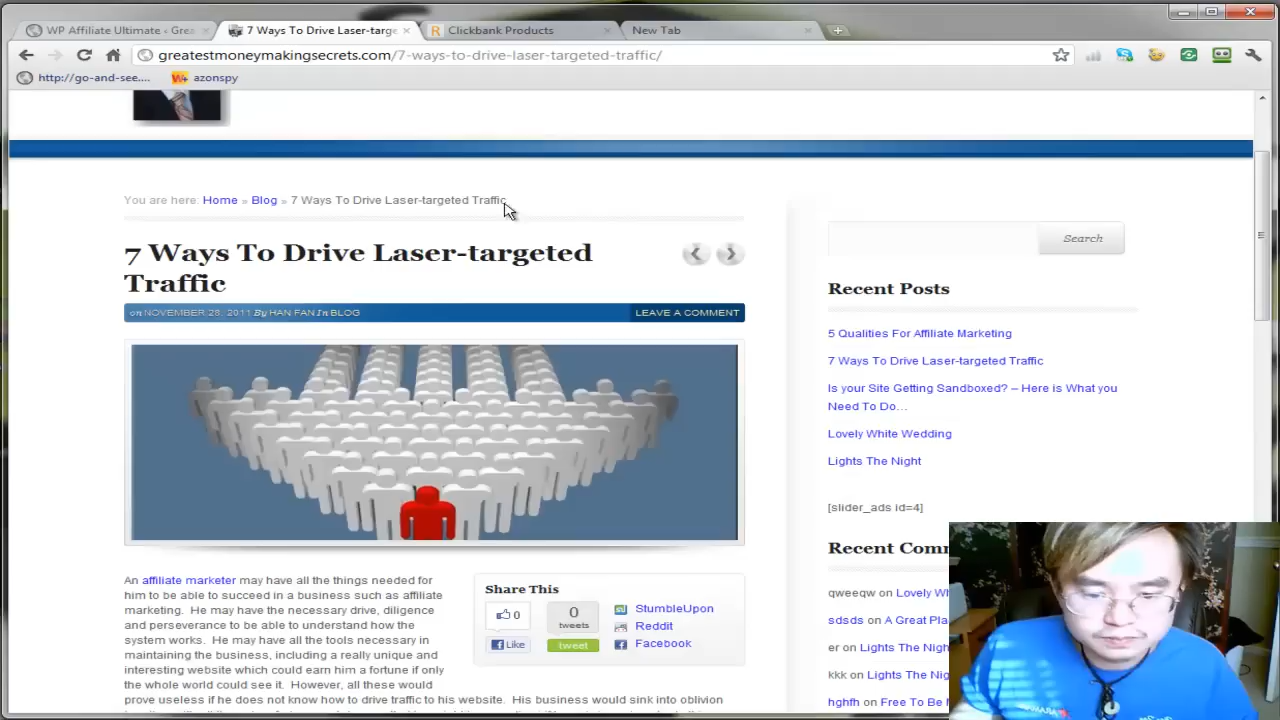 WP Affiliate Ultimate ‹ Grea
7 Ways To Drive Laser-targe
Clickbank Products
New Tab
greatestmoneymakingsecrets.com/7-ways-to-drive-laser-targeted-traffic/
http://go-and-see....
azonspy
You are here: Home » Blog » 7 Ways To Drive Laser-targeted Traffic
7 Ways To Drive Laser-targeted
Traffic
on NOVEMBER 28, 2011 By HAN FAN In BLOG
LEAVE A COMMENT
An affiliate marketer may have all the things needed for
him to be able to succeed in a business such as affiliate
marketing. He may have the necessary drive, diligence
and perseverance to be able to understand how the
system works. He may have all the tools necessary in
maintaining the business, including a really unique and
interesting website which could earn him a fortune if only
the whole world could see it. However, all these would
prove useless if he does not know how to drive traffic to his website. His business would sink into oblivion
Share This
0
Like
0
tweets
tweet
StumbleUpon
Reddit
Facebook
Search
Recent Posts
5 Qualities For Affiliate Marketing
7 Ways To Drive Laser-targeted Traffic
Is your Site Getting Sandboxed? – Here is What you
Need To Do…
Lovely White Wedding
Lights The Night
[slider_ads id=4]
Recent Comm
qweeqw on Lovely Wh
sdsds on A Great Pla
er on Lights The Nigh
kkk on Lights The Nig
hghfh on Free To Be M